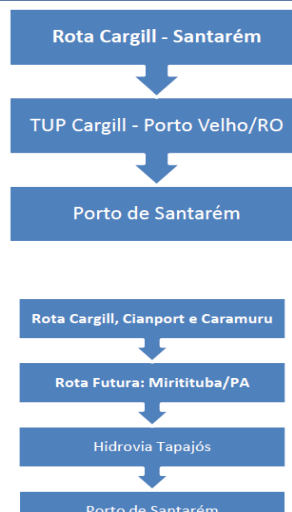 Rota Cargill - Santarém
TUP Cargill - Porto Velho/RO
Porto de Santarém
Rota Cargill, Cianport e Caramuru
Rota Futura: Miritituba/PA
Hidrovia Tapajós
Porto de Santarém